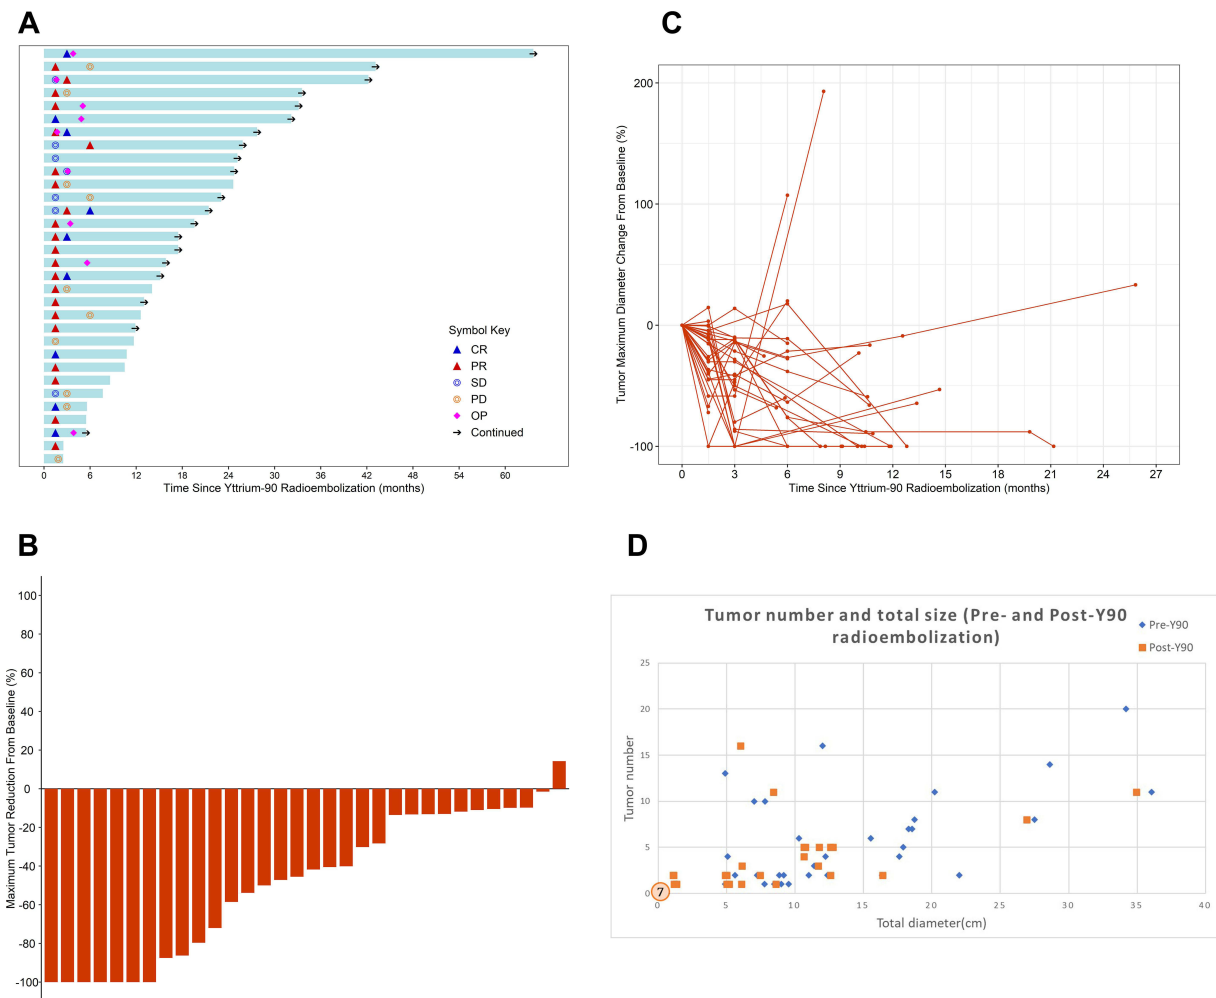 A
Symbol Key
CR
PR
SD
PD
OP
Continued
0 6 12 18 24 30 36 42 48 54 60
Time Since Yttrium-90 Radioembolization (months)
C
Tumor Maximum Diameter Change From Baseline (%)
200
100
0
-100
0 3 6 9 12 15 18 21 24 27
Time Since Yttrium-90 Radioembolization (months)
B
Maximum Tumor Reduction From Baseline (%)
100
80
60
40
20
0
-20
-40
-60
-80
-100
D
Tumor number and total size (Pre- and Post-Y90
radioembolization)
Pre-Y90
Post-Y90
Tumor number
25
20
15
10
5
0
7
0 5 10 15 20 25 30 35 40
Total diameter(cm)